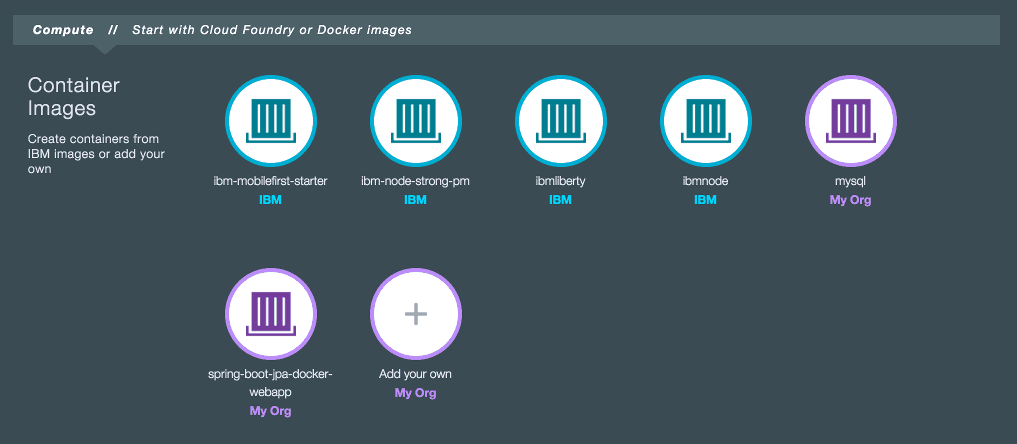 Compute // Start with Cloud Foundry or Docker images
Container
Images
Create containers from
IBM images or add your
own
ibm-mobilefirst-starter
IBM
ibm-node-strong-pm
IBM
ibmliberty
IBM
ibmnode
IBM
mysql
My Org
spring-boot-jpa-docker-
webapp
My Org
Add your own
My Org